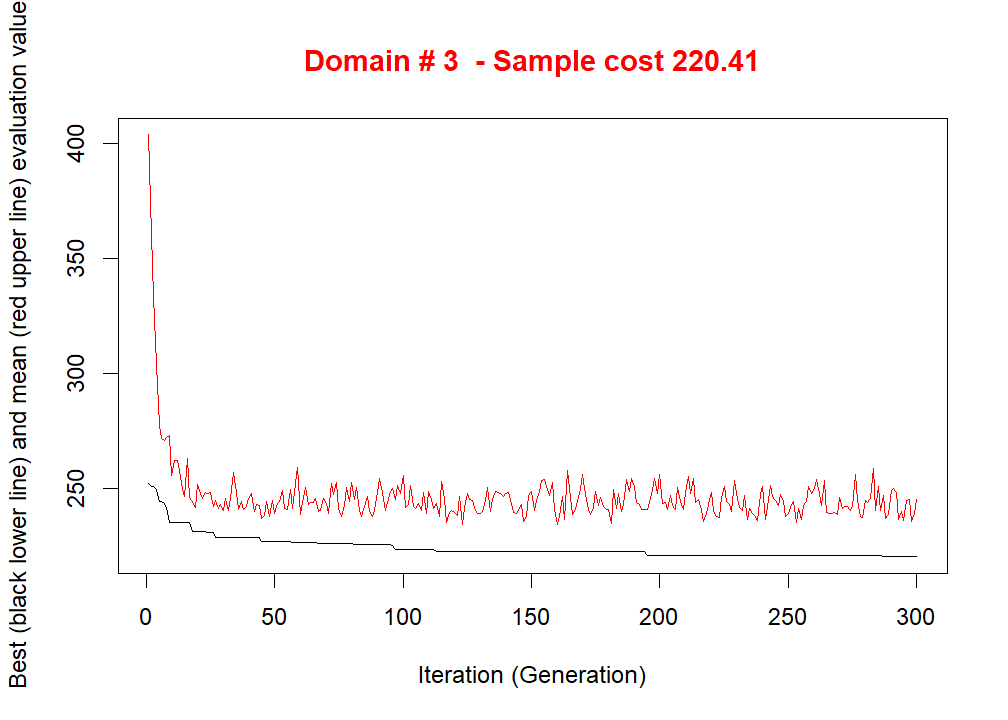 Domain # 3  - Sample cost 220.41
Best (black lower line) and mean (red upper line) evaluation value
400
350
300
250
0 50 100 150 200 250 300
Iteration (Generation)